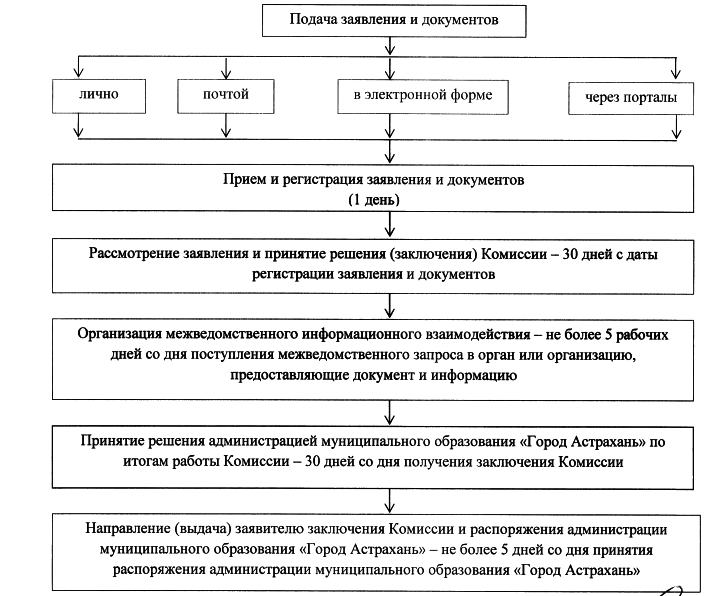 Подача заявления и документов
лично
почтой
в электронной форме
через порталы
Прием и регистрация заявления и документов
(1 день)
Рассмотрение заявления и принятие решения (заключения) Комиссии – 30 дней с даты
регистрации заявления и документов
Организация межведомственного информационного взаимодействия – не более 5 рабочих
дней со дня поступления межведомственного запроса в орган или организацию,
предоставляющие документ и информацию
Принятие решения администрацией муниципального образования «Город Астрахань» по
итогам работы Комиссии – 30 дней со дня получения заключения Комиссии
Направление (выдача) заявителю заключения Комиссии и распоряжения администрации
муниципального образования «Город Астрахань» – не более 5 дней со дня принятия
распоряжения администрации муниципального образования «Город Астрахань»